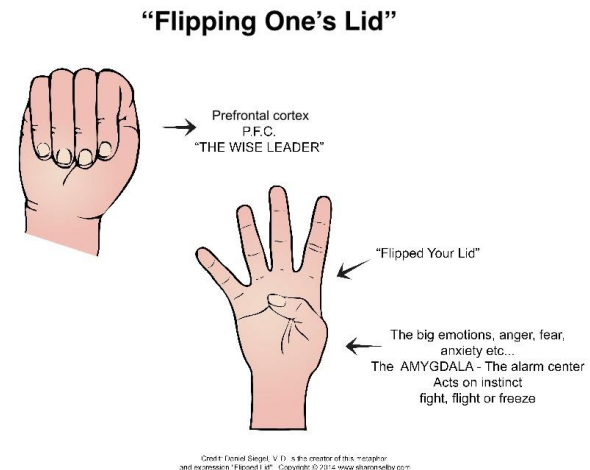 “Flipping One’s Lid”
Prefrontal cortex
P.F.C.
“THE WISE LEADER”
“Flipped Your Lid”
The big emotions, anger, fear,
anxiety etc...
The AMYGDALA - The alarm center
Acts on instinct
fight, flight or freeze
Credit: Daniel Siegel, M.D. is the creator of this metaphor
and expression "Flipped Lid". Copyright © 2014 www.sharonselby.com